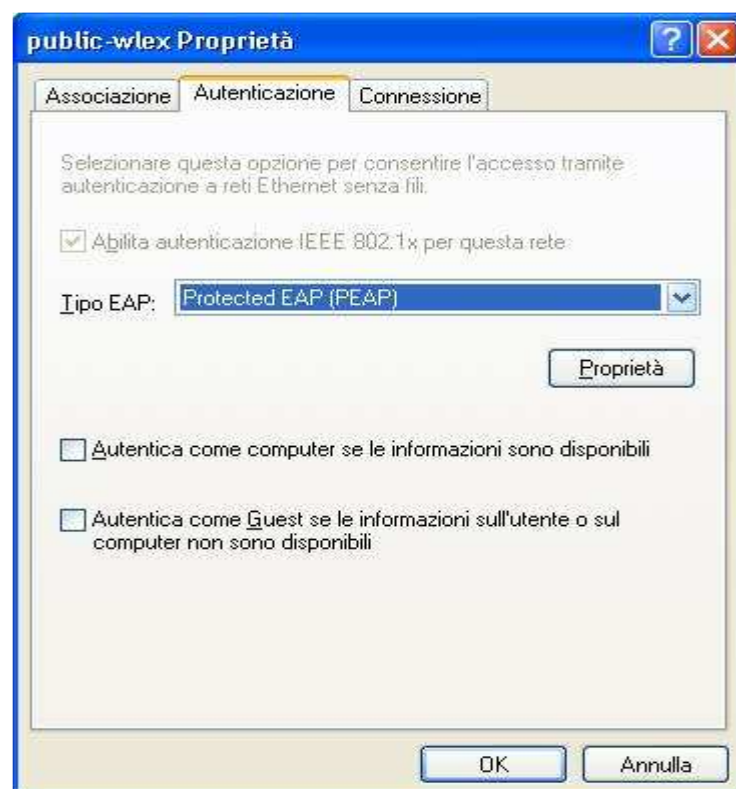 public-wlex Proprietà
Associazione Autenticazione Connessione
Selezionare questa opzione per consentire l'accesso tramite
autenticazione a reti Ethernet senza fili.
Abilita autenticazione IEEE 802.1x per questa rete
Tipo EAP: Protected EAP (PEAP)
Proprietà
Autentica come computer se le informazioni sono disponibili
Autentica come Guest se le informazioni sull'utente o sul
computer non sono disponibili
OK Annulla